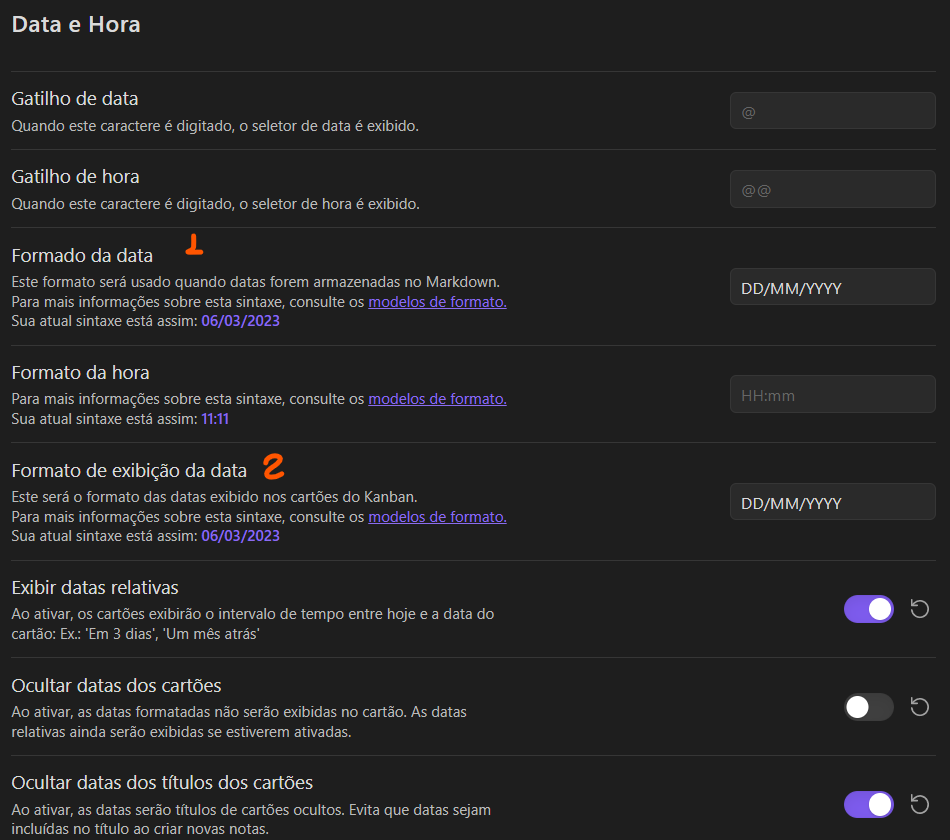 Data e Hora
Gatilho de data
Quando este caractere é digitado, o seletor de data é exibido.
@
Gatilho de hora
Quando este caractere é digitado, o seletor de hora é exibido.
@@
Formado da data
1
Este formato será usado quando datas forem armazenadas no Markdown.
Para mais informações sobre esta sintaxe, consulte os modelos de formato.
Sua atual sintaxe está assim: 06/03/2023
DD/MM/YYYY
Formato da hora
Para mais informações sobre esta sintaxe, consulte os modelos de formato.
Sua atual sintaxe está assim: 11:11
HH:mm
Formato de exibição da data
2
Este será o formato das datas exibido nos cartões do Kanban.
Para mais informações sobre esta sintaxe, consulte os modelos de formato.
Sua atual sintaxe está assim: 06/03/2023
DD/MM/YYYY
Exibir datas relativas
Ao ativar, os cartões exibirão o intervalo de tempo entre hoje e a data do
cartão: Ex.: 'Em 3 dias', 'Um mês atrás'
Ocultar datas dos cartões
Ao ativar, as datas formatadas não serão exibidas no cartão. As datas
relativas ainda serão exibidas se estiverem ativadas.
Ocultar datas dos títulos dos cartões
Ao ativar, as datas serão títulos de cartões ocultos. Evita que datas sejam
incluídas no título ao criar novas notas.